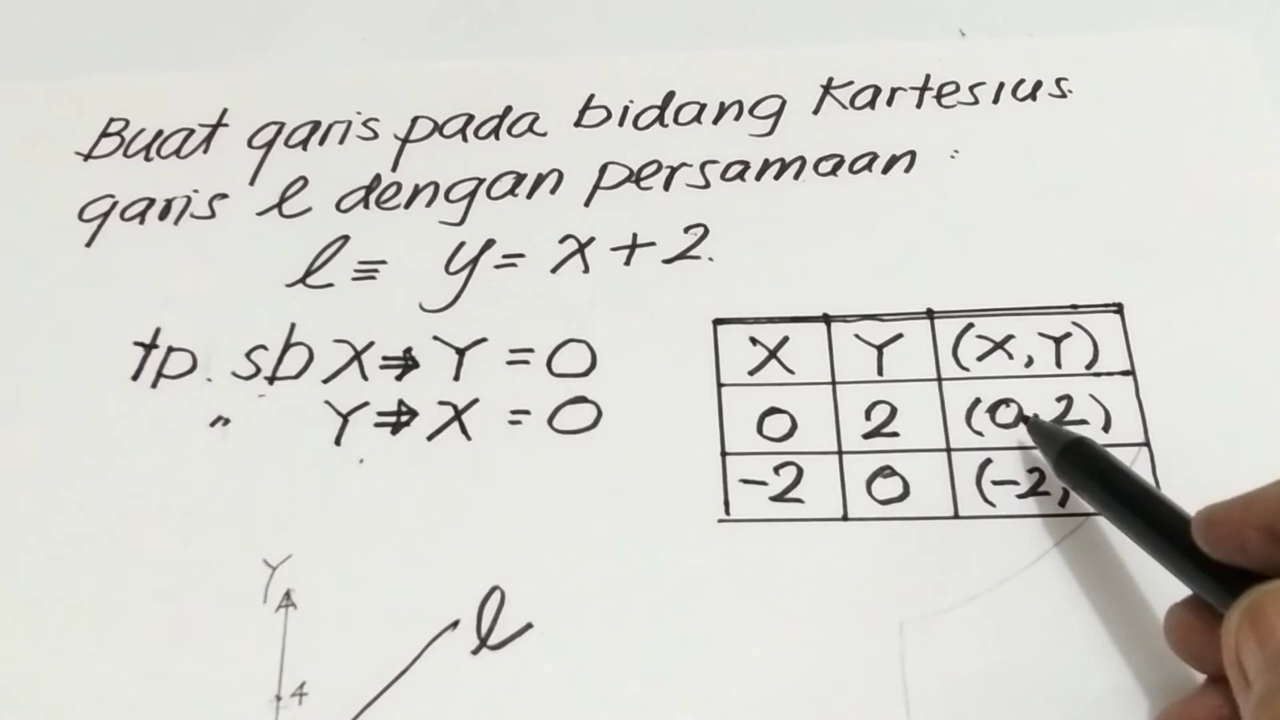 Buat garis pada bidang Kartesius
garis l dengan persamaan :
l ≡ y = x + 2.
tp. sb X ⇒ Y = 0
" Y ⇒ X = 0
X Y (X,Y)
0 2 (0,2)
-2 0 (-2,
Y
l
4